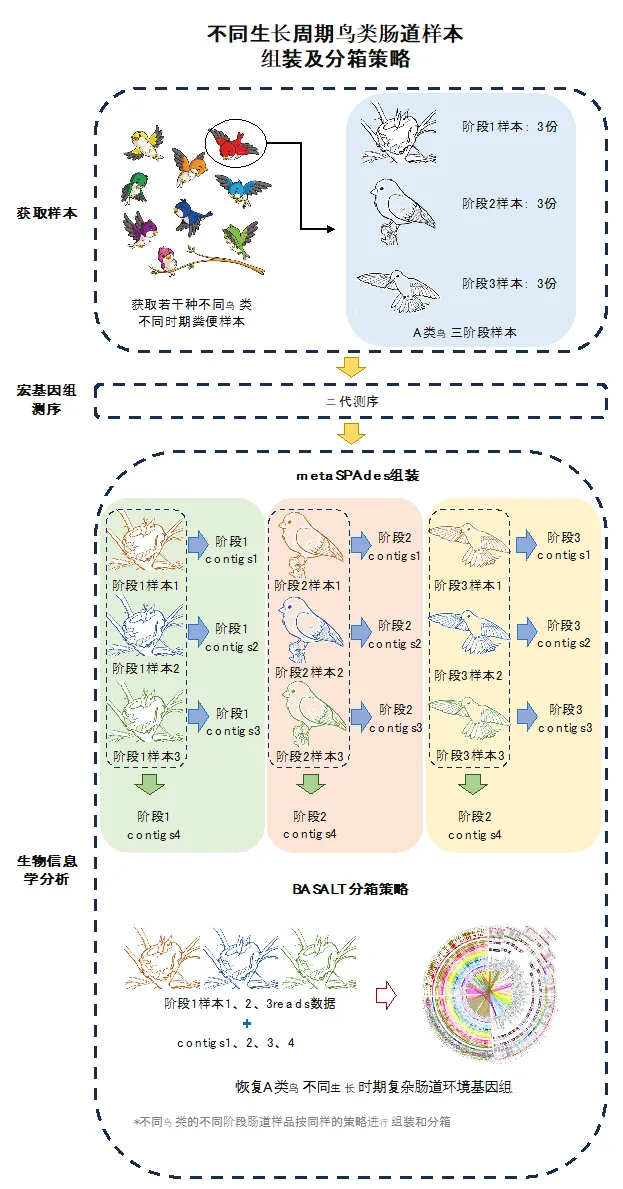 不同生长周期鸟类肠道样本
组装及分箱策略
获取样本
获取若干种不同鸟类
不同时期粪便样本
阶段1样本：3份
阶段2样本：3份
阶段3样本：3份
A类鸟三阶段样本
宏基因组
测序
二代测序
生物信息
学分析
metaSPAdes组装
阶段1样本1
阶段1
contigs1
阶段1样本2
阶段1
contigs2
阶段1样本3
阶段1
contigs3
阶段1
contigs4
阶段2样本1
阶段2
contigs1
阶段2样本2
阶段2
contigs2
阶段2样本3
阶段2
contigs3
阶段2
contigs4
阶段3样本1
阶段3
contigs1
阶段3样本2
阶段3
contigs2
阶段3样本3
阶段3
contigs3
阶段2
contigs4
BASALT分箱策略
阶段1样本1、2、3reads数据
+
contigs1、2、3、4
恢复A类鸟不同生长时期复杂肠道环境基因组
*不同鸟类的不同阶段肠道样品按同样的策略进行组装和分箱